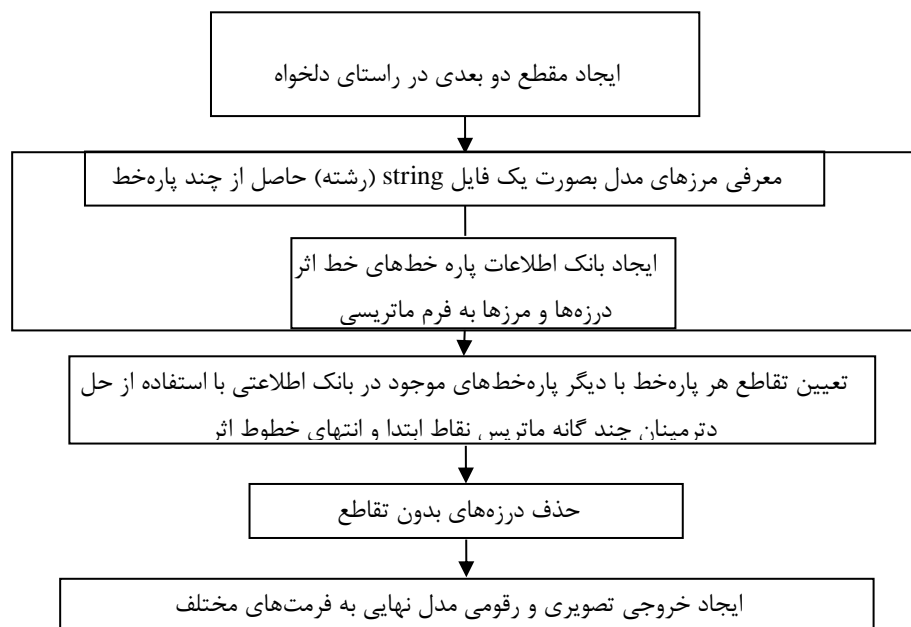 ایجاد مقطع دو بعدی در راستای دلخواه
معرفی مرزهای مدل بصورت یک فایل string (رشته) حاصل از چند پاره‌خط
ایجاد بانک اطلاعات پاره خط‌های خط اثر
درزه‌ها و مرزها به فرم ماتریسی
تعیین تقاطع هر پاره‌خط با دیگر پاره‌خط‌های موجود در بانک اطلاعتی با استفاده از حل
دترمینان چند گانه ماتریس نقاط ابتدا و انتهای خطوط اثر
حذف درزه‌های بدون تقاطع
ایجاد خروجی تصویری و رقومی مدل نهایی به فرمت‌های مختلف